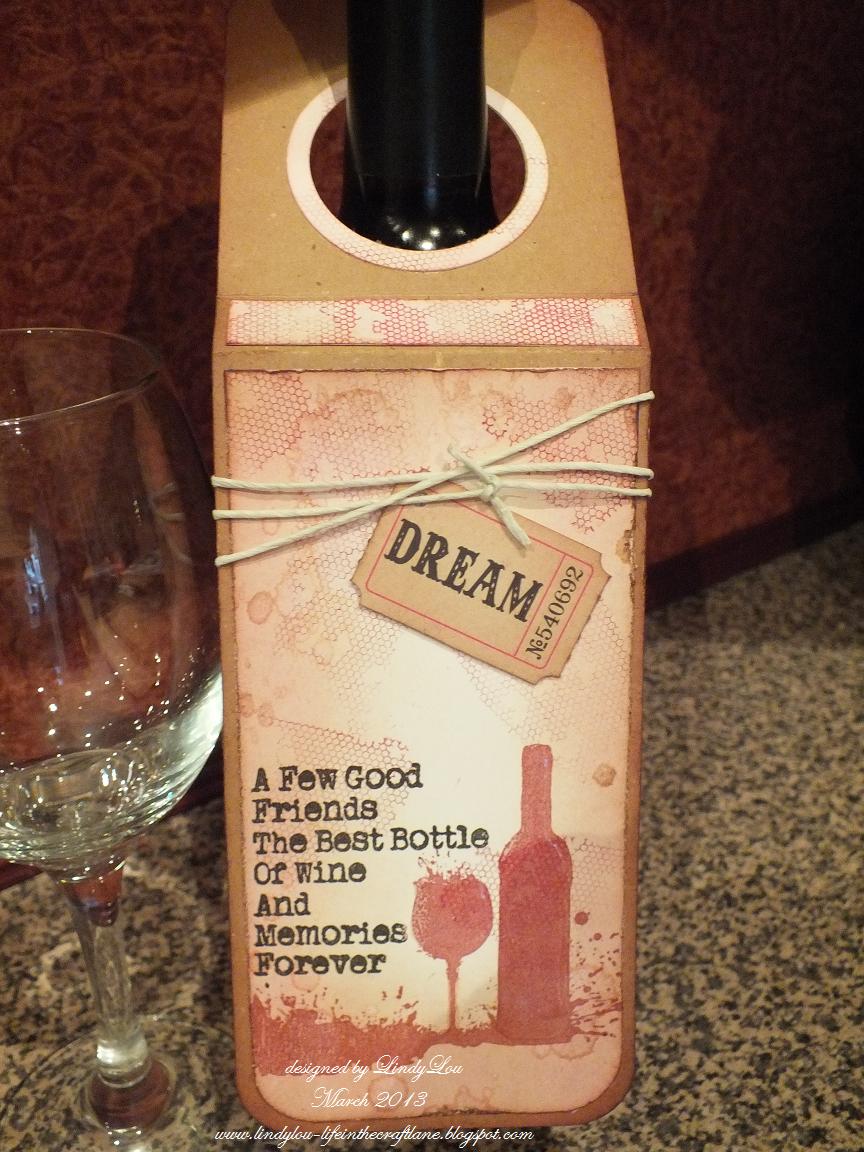 DREAM
№540692
A Few Good
Friends
The Best Bottle
Of Wine
And
Memories
Forever
designed by LindyLou
March 2013
www.lindylou-lifeinthecraftlane.blogspot.com